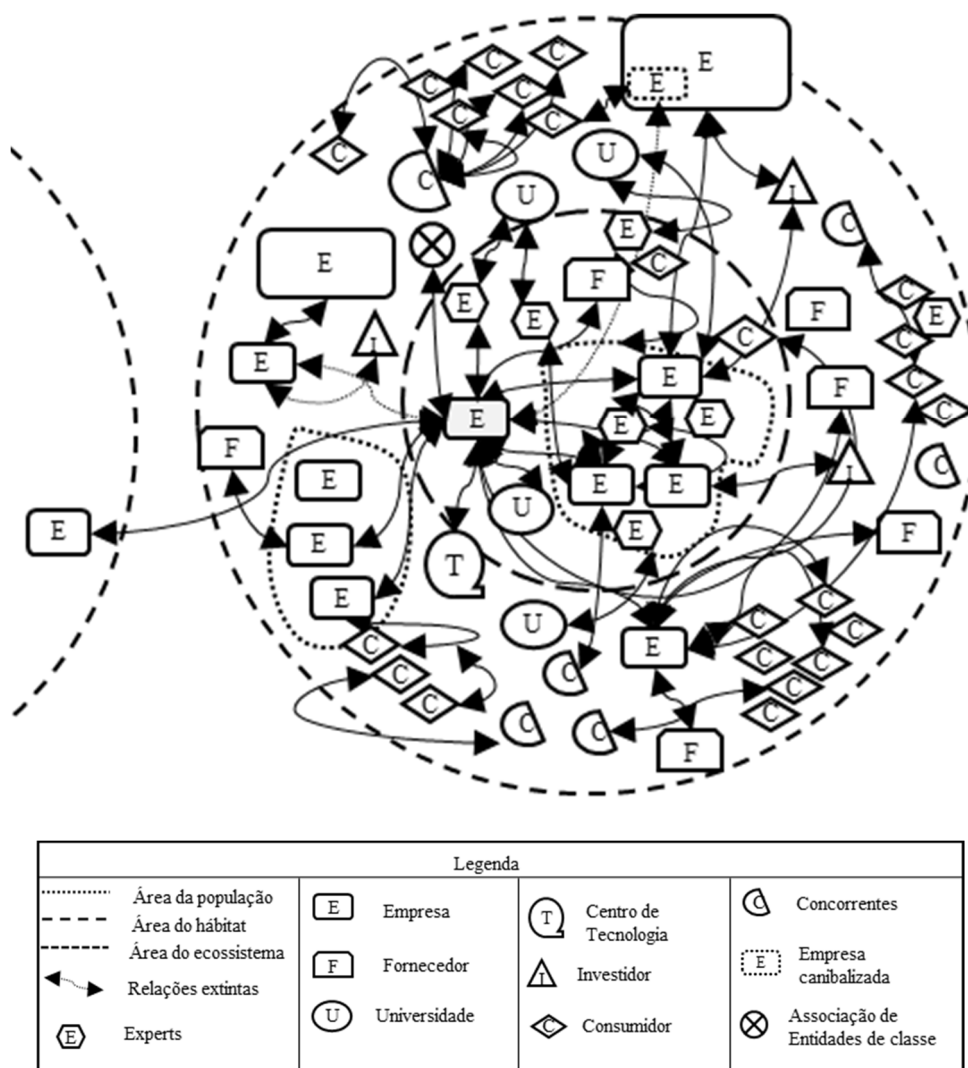 C
C
C
C
C
C
C
E
E
C
U
I
U
C
E
C
E
F
C
E
E
E
F
C
E
C
I
C
E
E
F
C
C
E
E
E
F
C
E
E
E
I
U
E
F
E
E
T
E
C
C
U
C
E
C
C
C
C
C
C
C
C
C
F
Legenda
Área da população
Área do hábitat
Área do ecossistema
Relações extintas
E Experts
E Empresa
F Fornecedor
U Universidade
T Centro de
Tecnologia
I Investidor
C Consumidor
C Concorrentes
E Empresa
canibalizada
Associação de
Entidades de classe